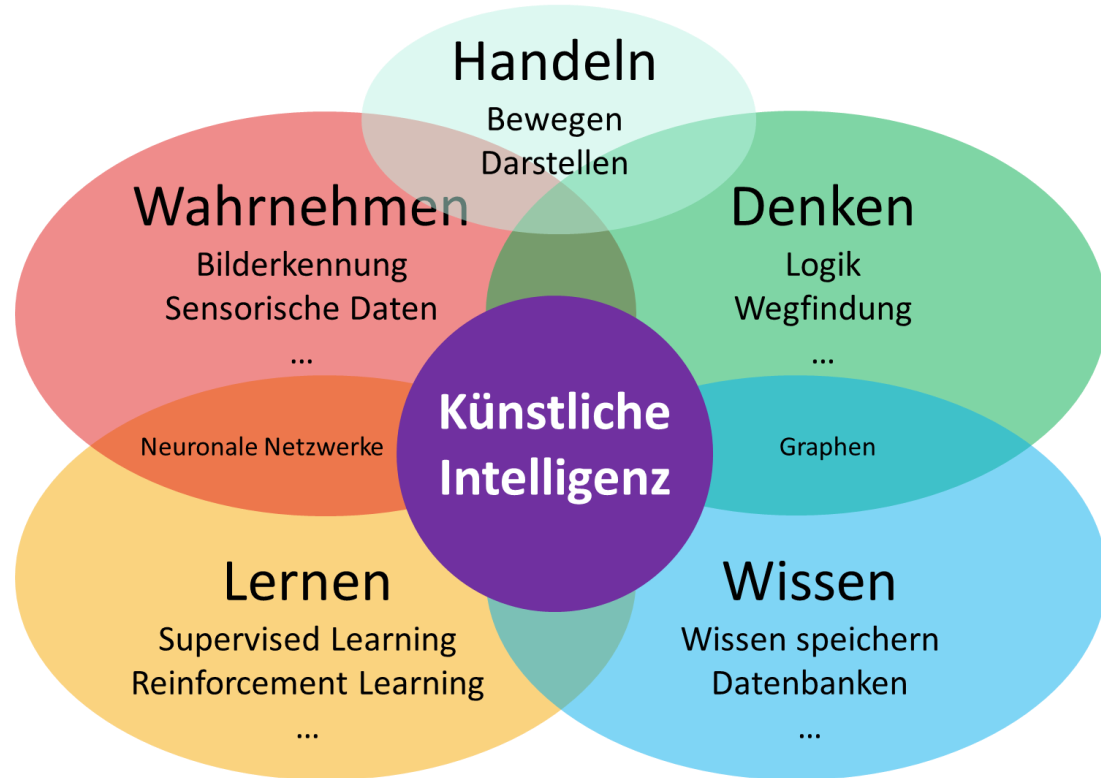 Handeln
Bewegen
Darstellen
Wahrnehmen
Bilderkennung
Sensorische Daten
...
Denken
Logik
Wegfindung
...
Neuronale Netzwerke
Künstliche
Intelligenz
Graphen
Lernen
Supervised Learning
Reinforcement Learning
...
Wissen
Wissen speichern
Datenbanken
...